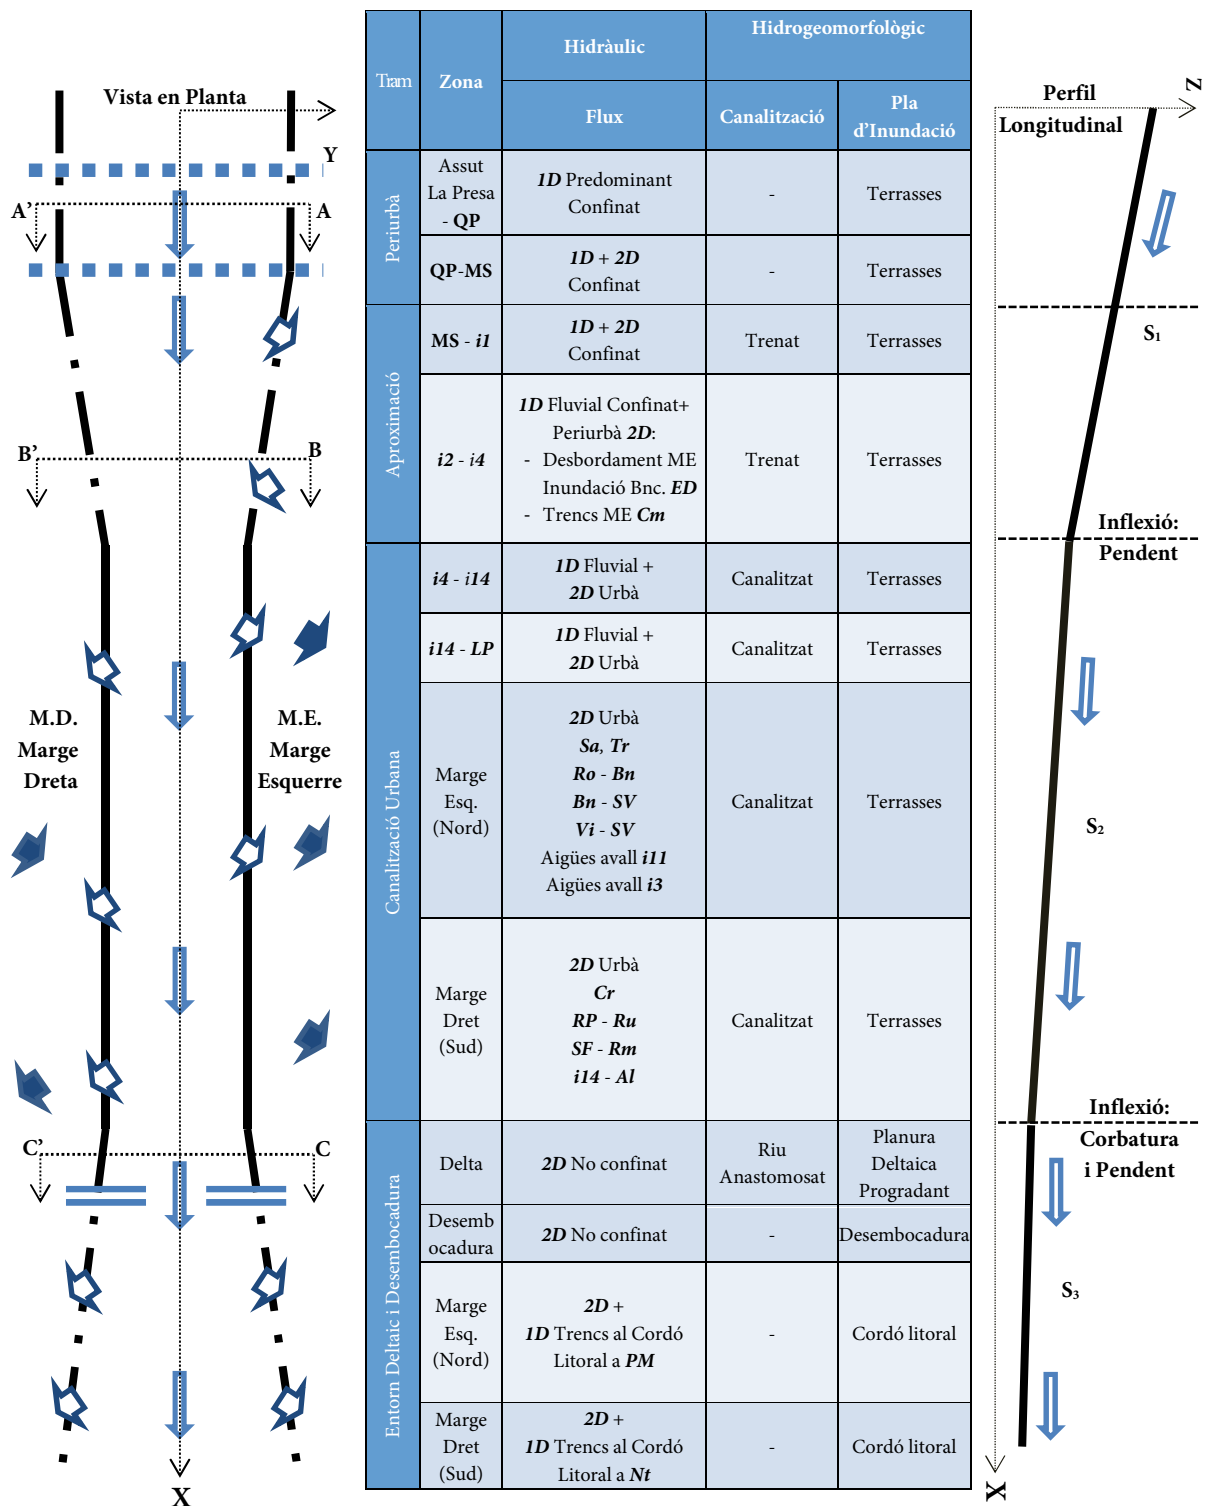 Vista en Planta
Y
A'
A
B'
B
M.D.
Marge
Dreta
M.E.
Marge
Esquerre
C'
C
X
Tram
Zona
Hidràulic
Hidrogeomorfològic
Flux
Canalització
Pla
d'Inundació
Periurbà
Assut
La Presa
- QP
1D Predominant
Confinat
-
Terrasses
QP-MS
1D + 2D
Confinat
-
Terrasses
Aproximació
MS - i1
1D + 2D
Confinat
Trenat
Terrasses
i2 - i4
1D Fluvial Confinat+
Periurbà 2D:
- Desbordament ME
Inundació Bnc. ED
- Trencs ME Cm
Trenat
Terrasses
Canalització Urbana
i4 - i14
1D Fluvial +
2D Urbà
Canalitzat
Terrasses
i14 - LP
1D Fluvial +
2D Urbà
Canalitzat
Terrasses
Marge
Esq.
(Nord)
2D Urbà
Sa, Tr
Ro - Bn
Bn - SV
Vi - SV
Aigües avall i11
Aigües avall i3
Canalitzat
Terrasses
Marge
Dret
(Sud)
2D Urbà
Cr
RP - Ru
SF - Rm
i14 - Al
Canalitzat
Terrasses
Entorn Deltaic i Desembocadura
Delta
2D No confinat
Riu
Anastomosat
Planura
Deltaica
Progradant
Desemb
ocadura
2D No confinat
-
Desembocadura
Marge
Esq.
(Nord)
2D +
1D Trencs al Cordó
Litoral a PM
-
Cordó litoral
Marge
Dret
(Sud)
2D +
1D Trencs al Cordó
Litoral a Nt
-
Cordó litoral
Z
Perfil
Longitudinal
S1
Inflexió:
Pendent
S2
Inflexió:
Corbatura
i Pendent
S3
X